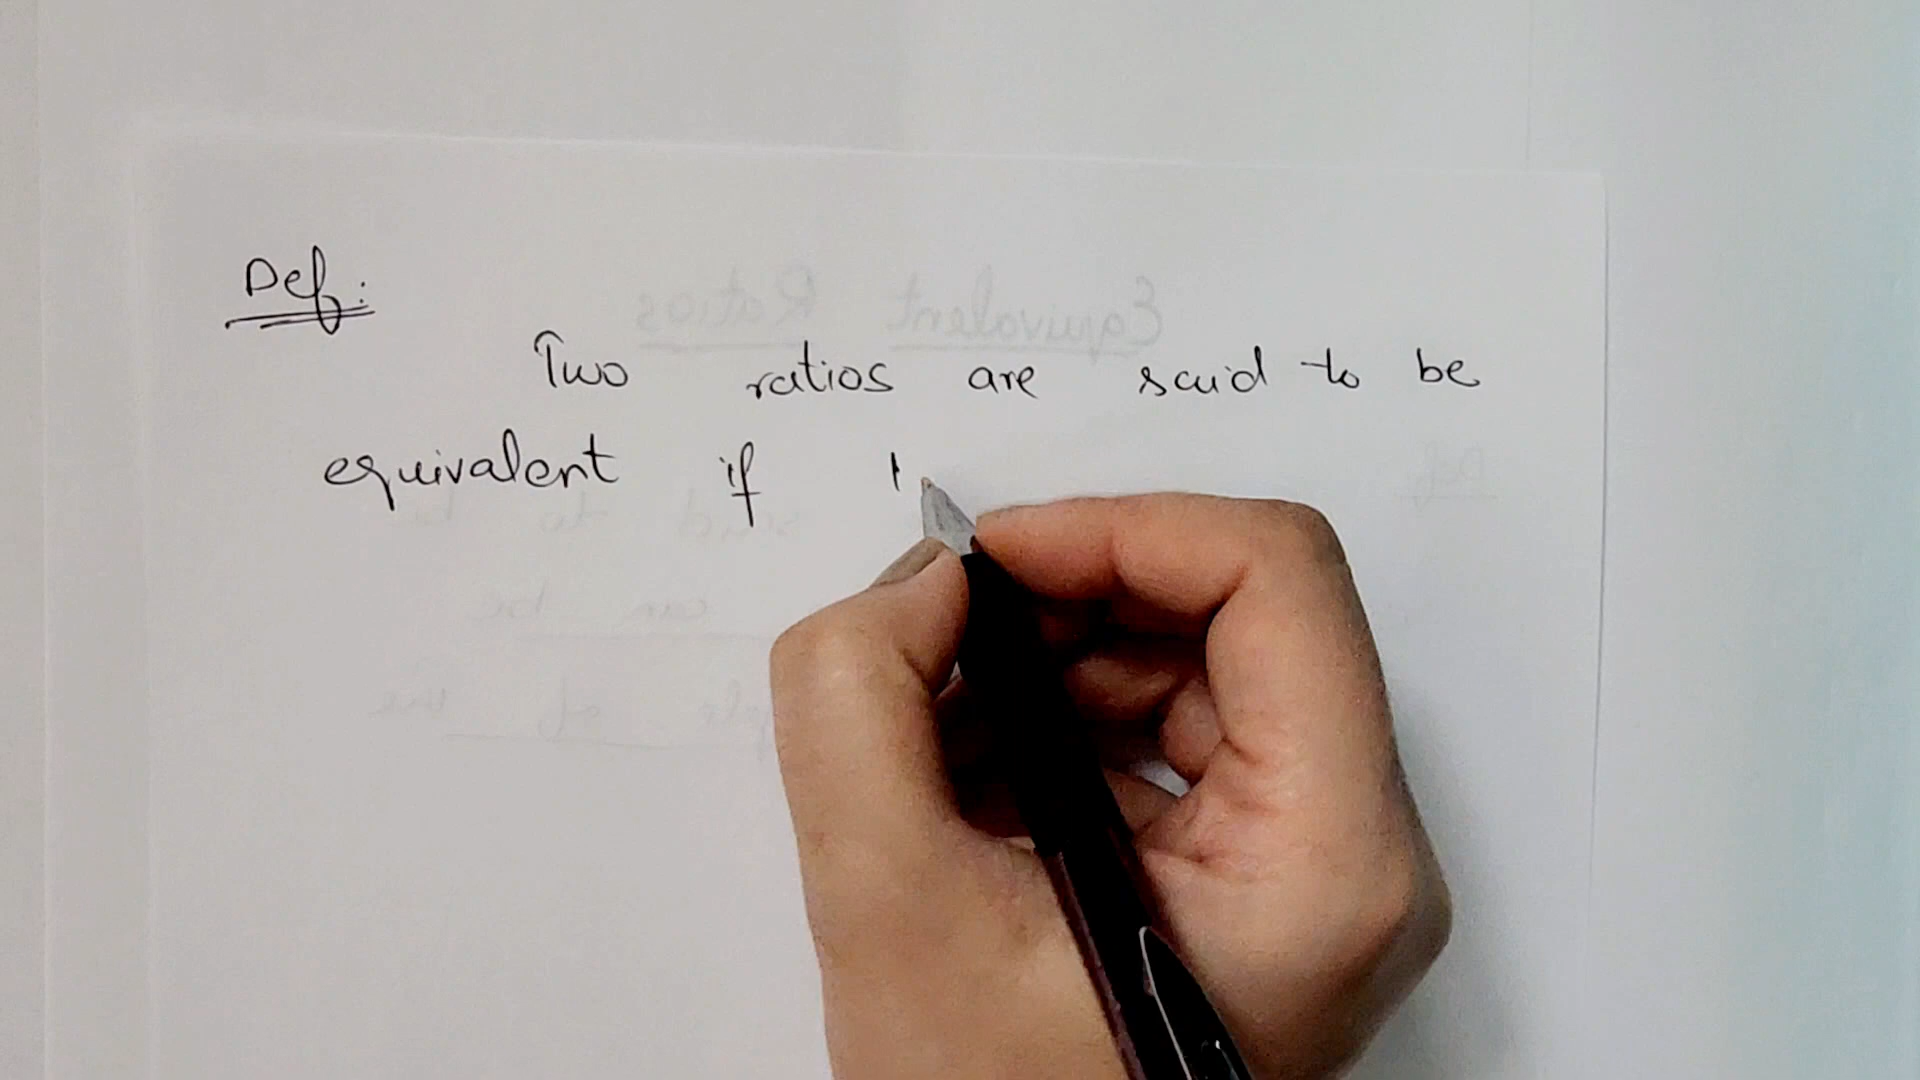 Def:
Two ratios are said to be
equivalent if